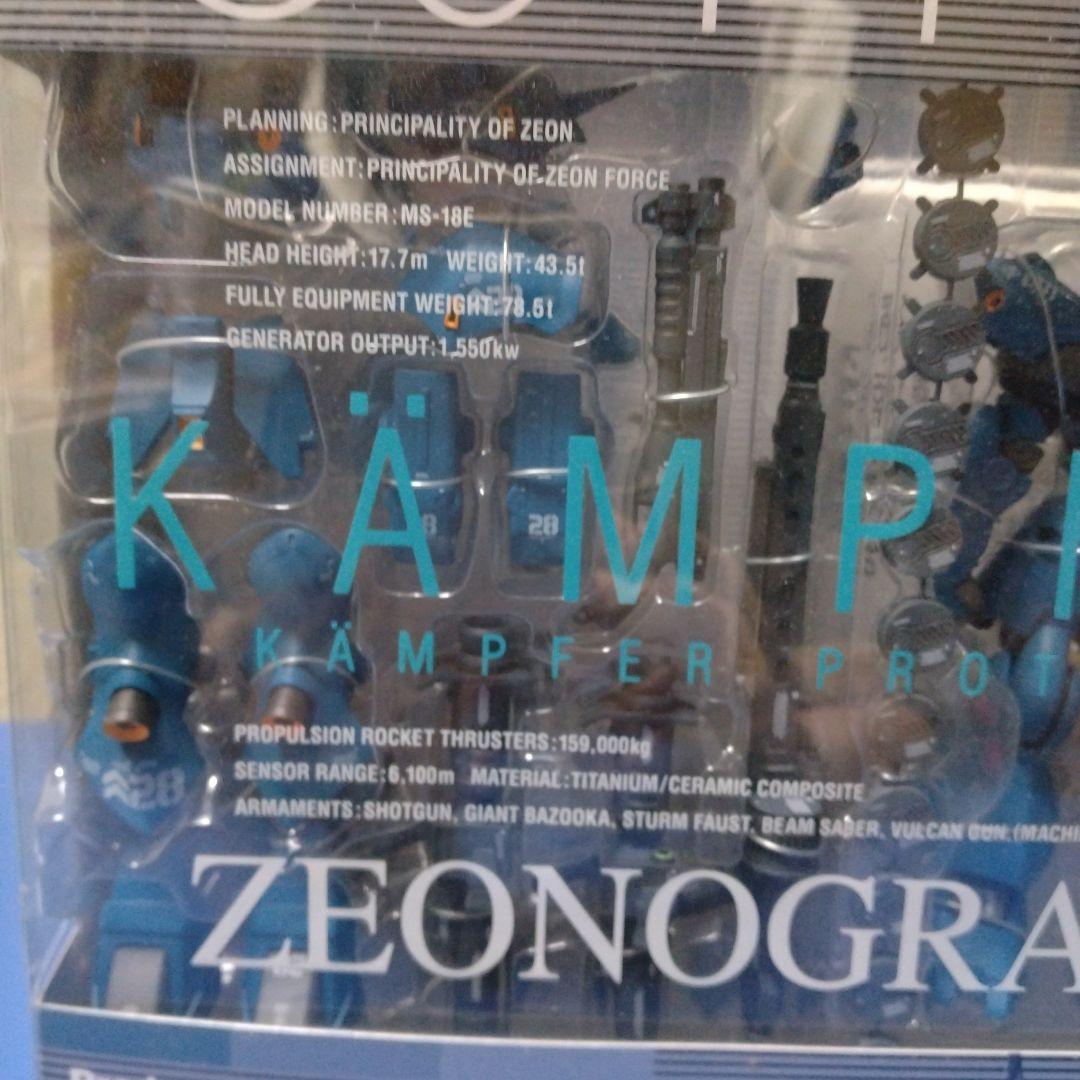 PLANNING:PRINCIPALITY OF ZEON
ASSIGNMENT:PRINCIPALITY OF ZEON FORCE
MODEL NUMBER:MS-18E
HEAD HEIGHT:17.7m WEIGHT:43.5t
FULLY EQUIPMENT WEIGHT:78.5t
GENERATOR OUTPUT:1,550kw
KÄMP
28
28
KÄMPFER PROT
PROPULSION ROCKET THRUSTERS:159,000kg
SENSOR RANGE:6,100m MATERIAL:TITANIUM/CERAMIC COMPOSITE
28
ARMAMENTS:SHOTGUN, GIANT BAZOOKA, STURM FAUST, BEAM SABER, VULCAN GUN.(MACHI
ZEONOGRA